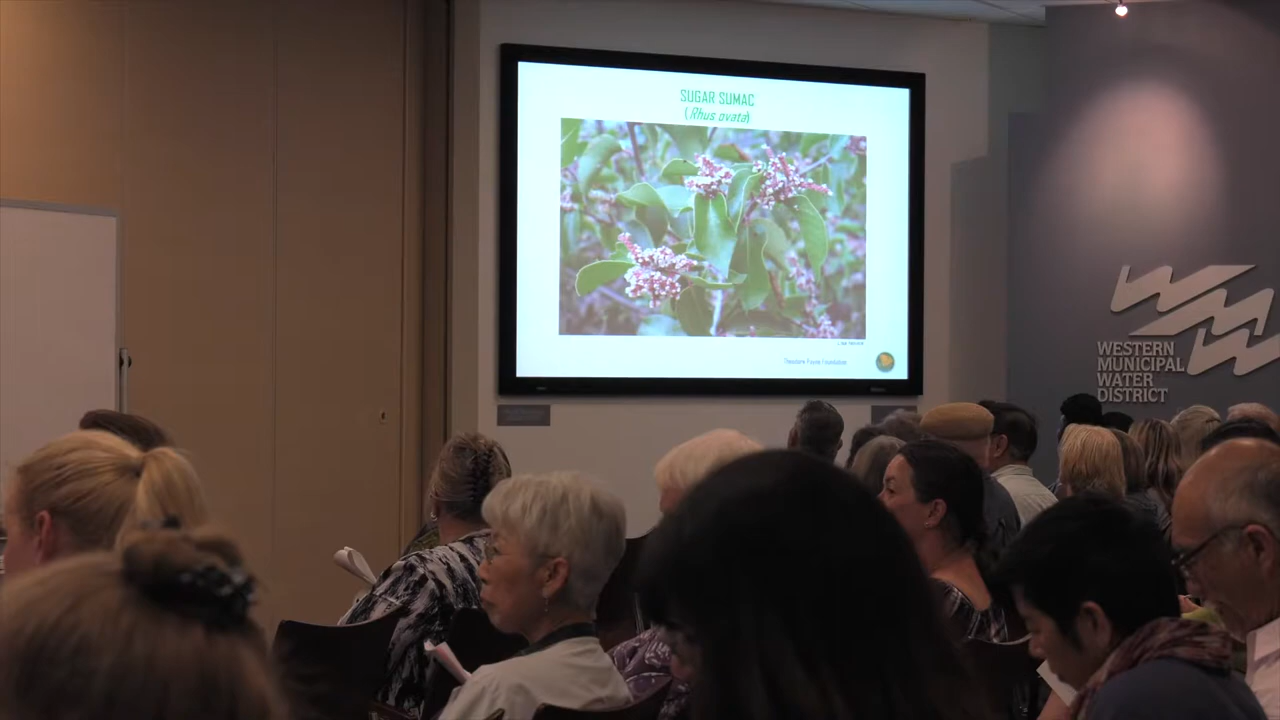 SUGAR SUMAC
(Rhus ovata)
Theodore Payne Foundation
WESTERN
MUNICIPAL
WATER
DISTRICT